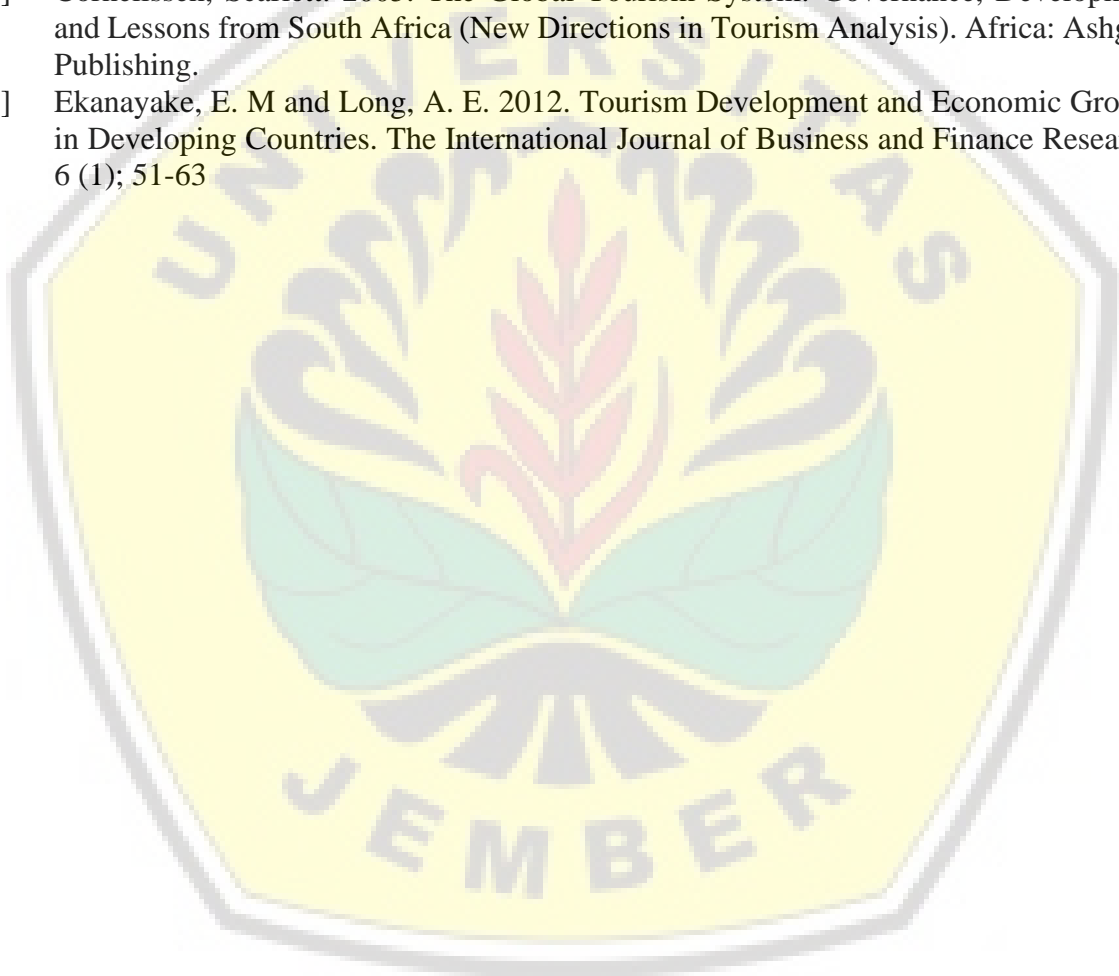 and Lessons from South Africa (New Directions in Tourism Analysis). Africa: Ashg
Publishing.
] Ekanayake, E. M and Long, A. E. 2012. Tourism Development and Economic Gro
in Developing Countries. The International Journal of Business and Finance Resea
6 (1); 51-63
UNIVERSITAS
JEMBER